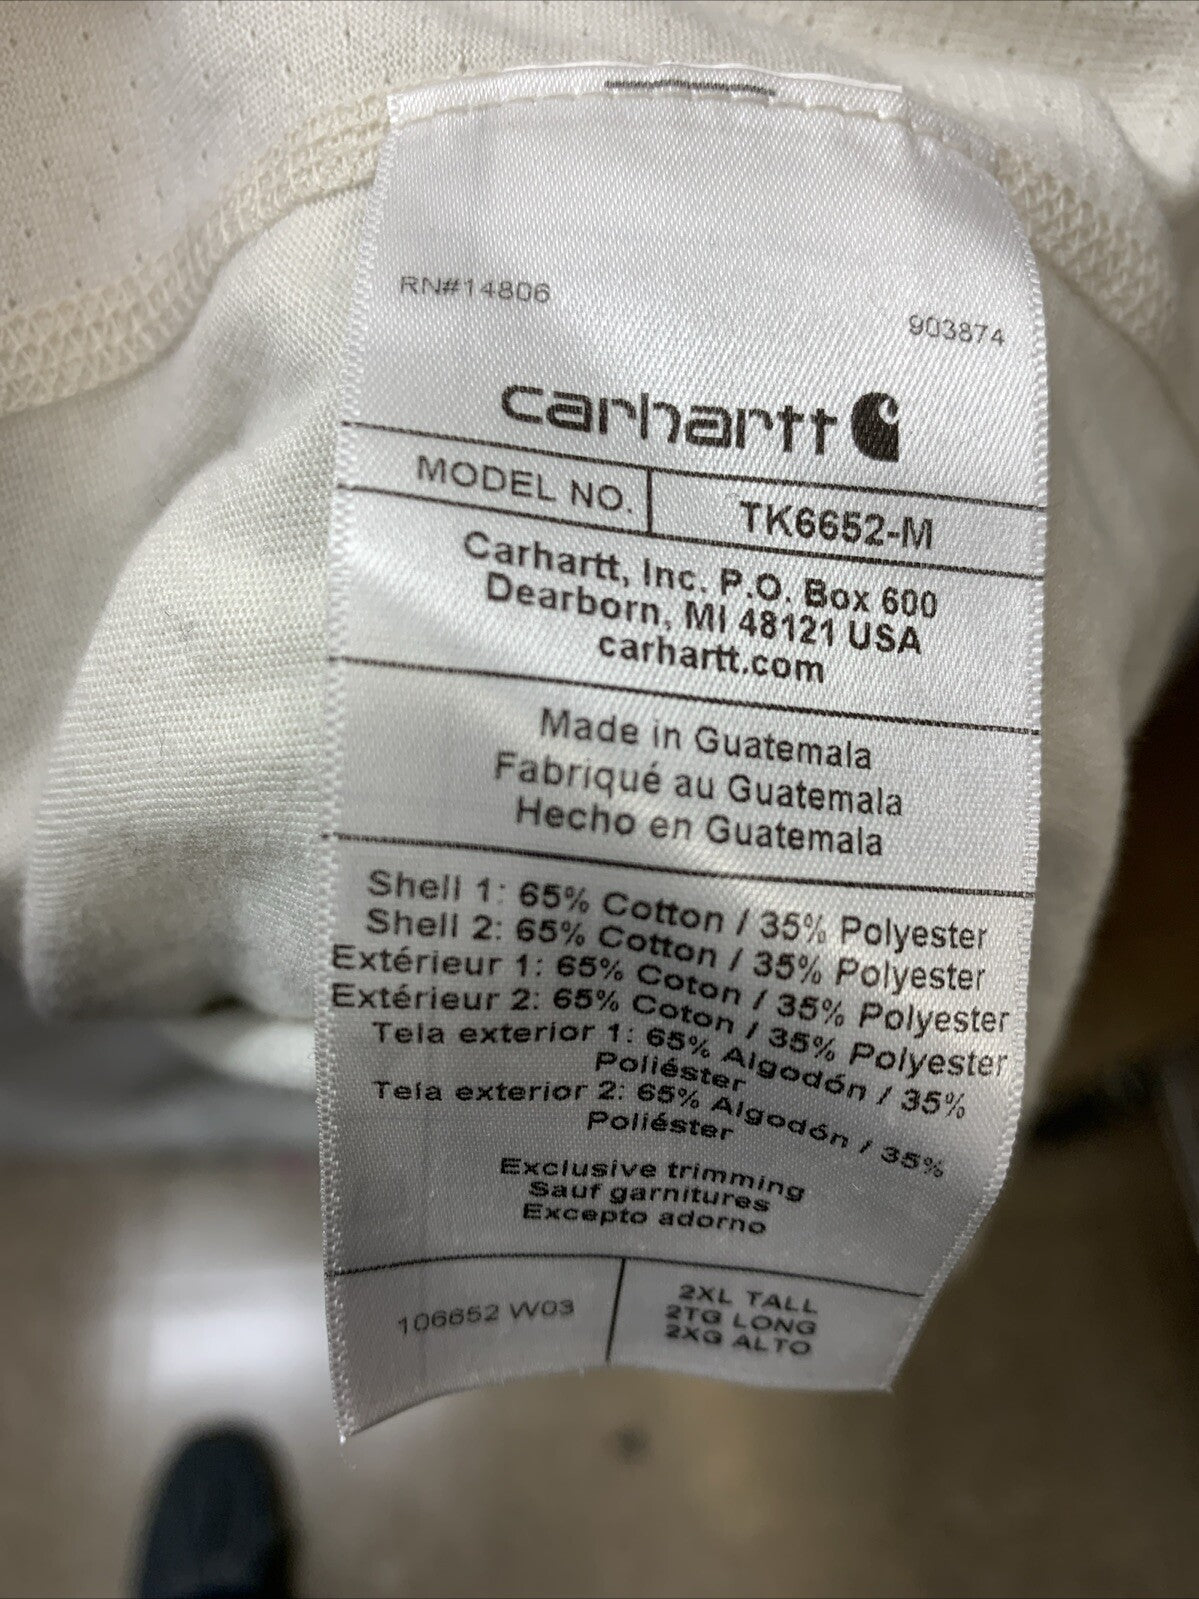 RN#14806
903874
carhartt
MODEL NO. TK6652-M
Carhartt, Inc. P.O. Box 600
Dearborn, MI 48121 USA
carhartt.com
Made in Guatemala
Fabriqué au Guatemala
Hecho en Guatemala
Shell 1: 65% Cotton / 35% Polyester
Shell 2: 65% Cotton / 35% Polyester
Extérieur 1: 65% Coton / 35% Polyester
Extérieur 2: 65% Coton / 35% Polyester
Tela exterior 1: 65% Algodón / 35%
Poliéster
Tela exterior 2: 65% Algodón / 35%
Poliéster
Exclusive trimming
Sauf garnitures
Excepto adorno
106652 W03
2XL TALL
2TG LONG
2XG ALTO